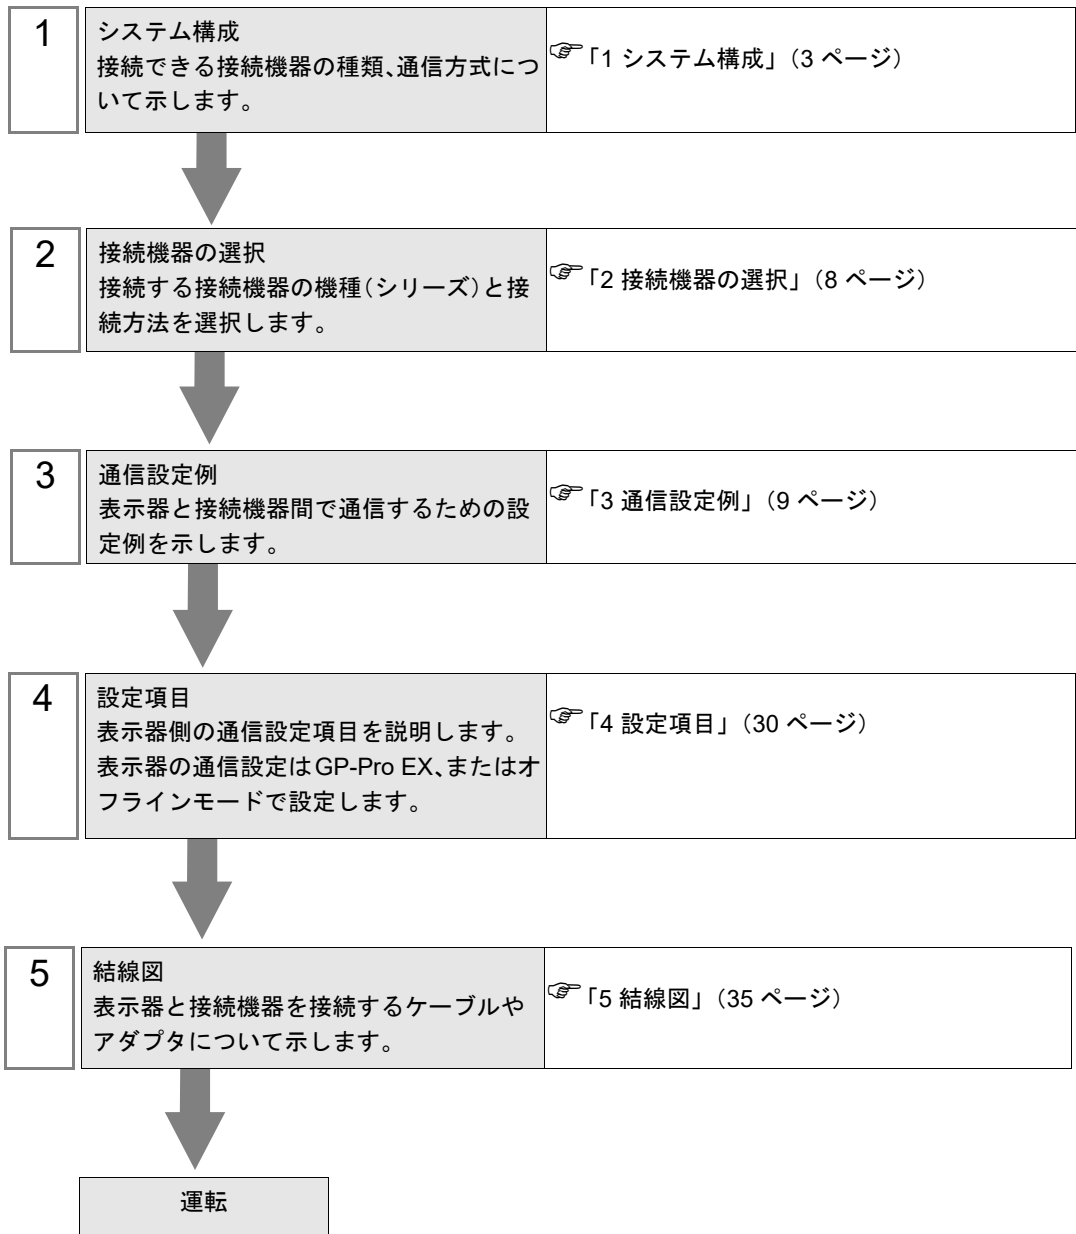 1
システム構成
接続できる接続機器の種類、通信方式につ
いて示します。
☞「1 システム構成」（3 ページ）
2
接続機器の選択
接続する接続機器の機種（シリーズ）と接
続方法を選択します。
☞「2 接続機器の選択」（8 ページ）
3
通信設定例
表示器と接続機器間で通信するための設
定例を示します。
☞「3 通信設定例」（9 ページ）
4
設定項目
表示器側の通信設定項目を説明します。
表示器の通信設定はGP-Pro EX、またはオ
フラインモードで設定します。
☞「4 設定項目」（30 ページ）
5
結線図
表示器と接続機器を接続するケーブルや
アダプタについて示します。
☞「5 結線図」（35 ページ）
運転